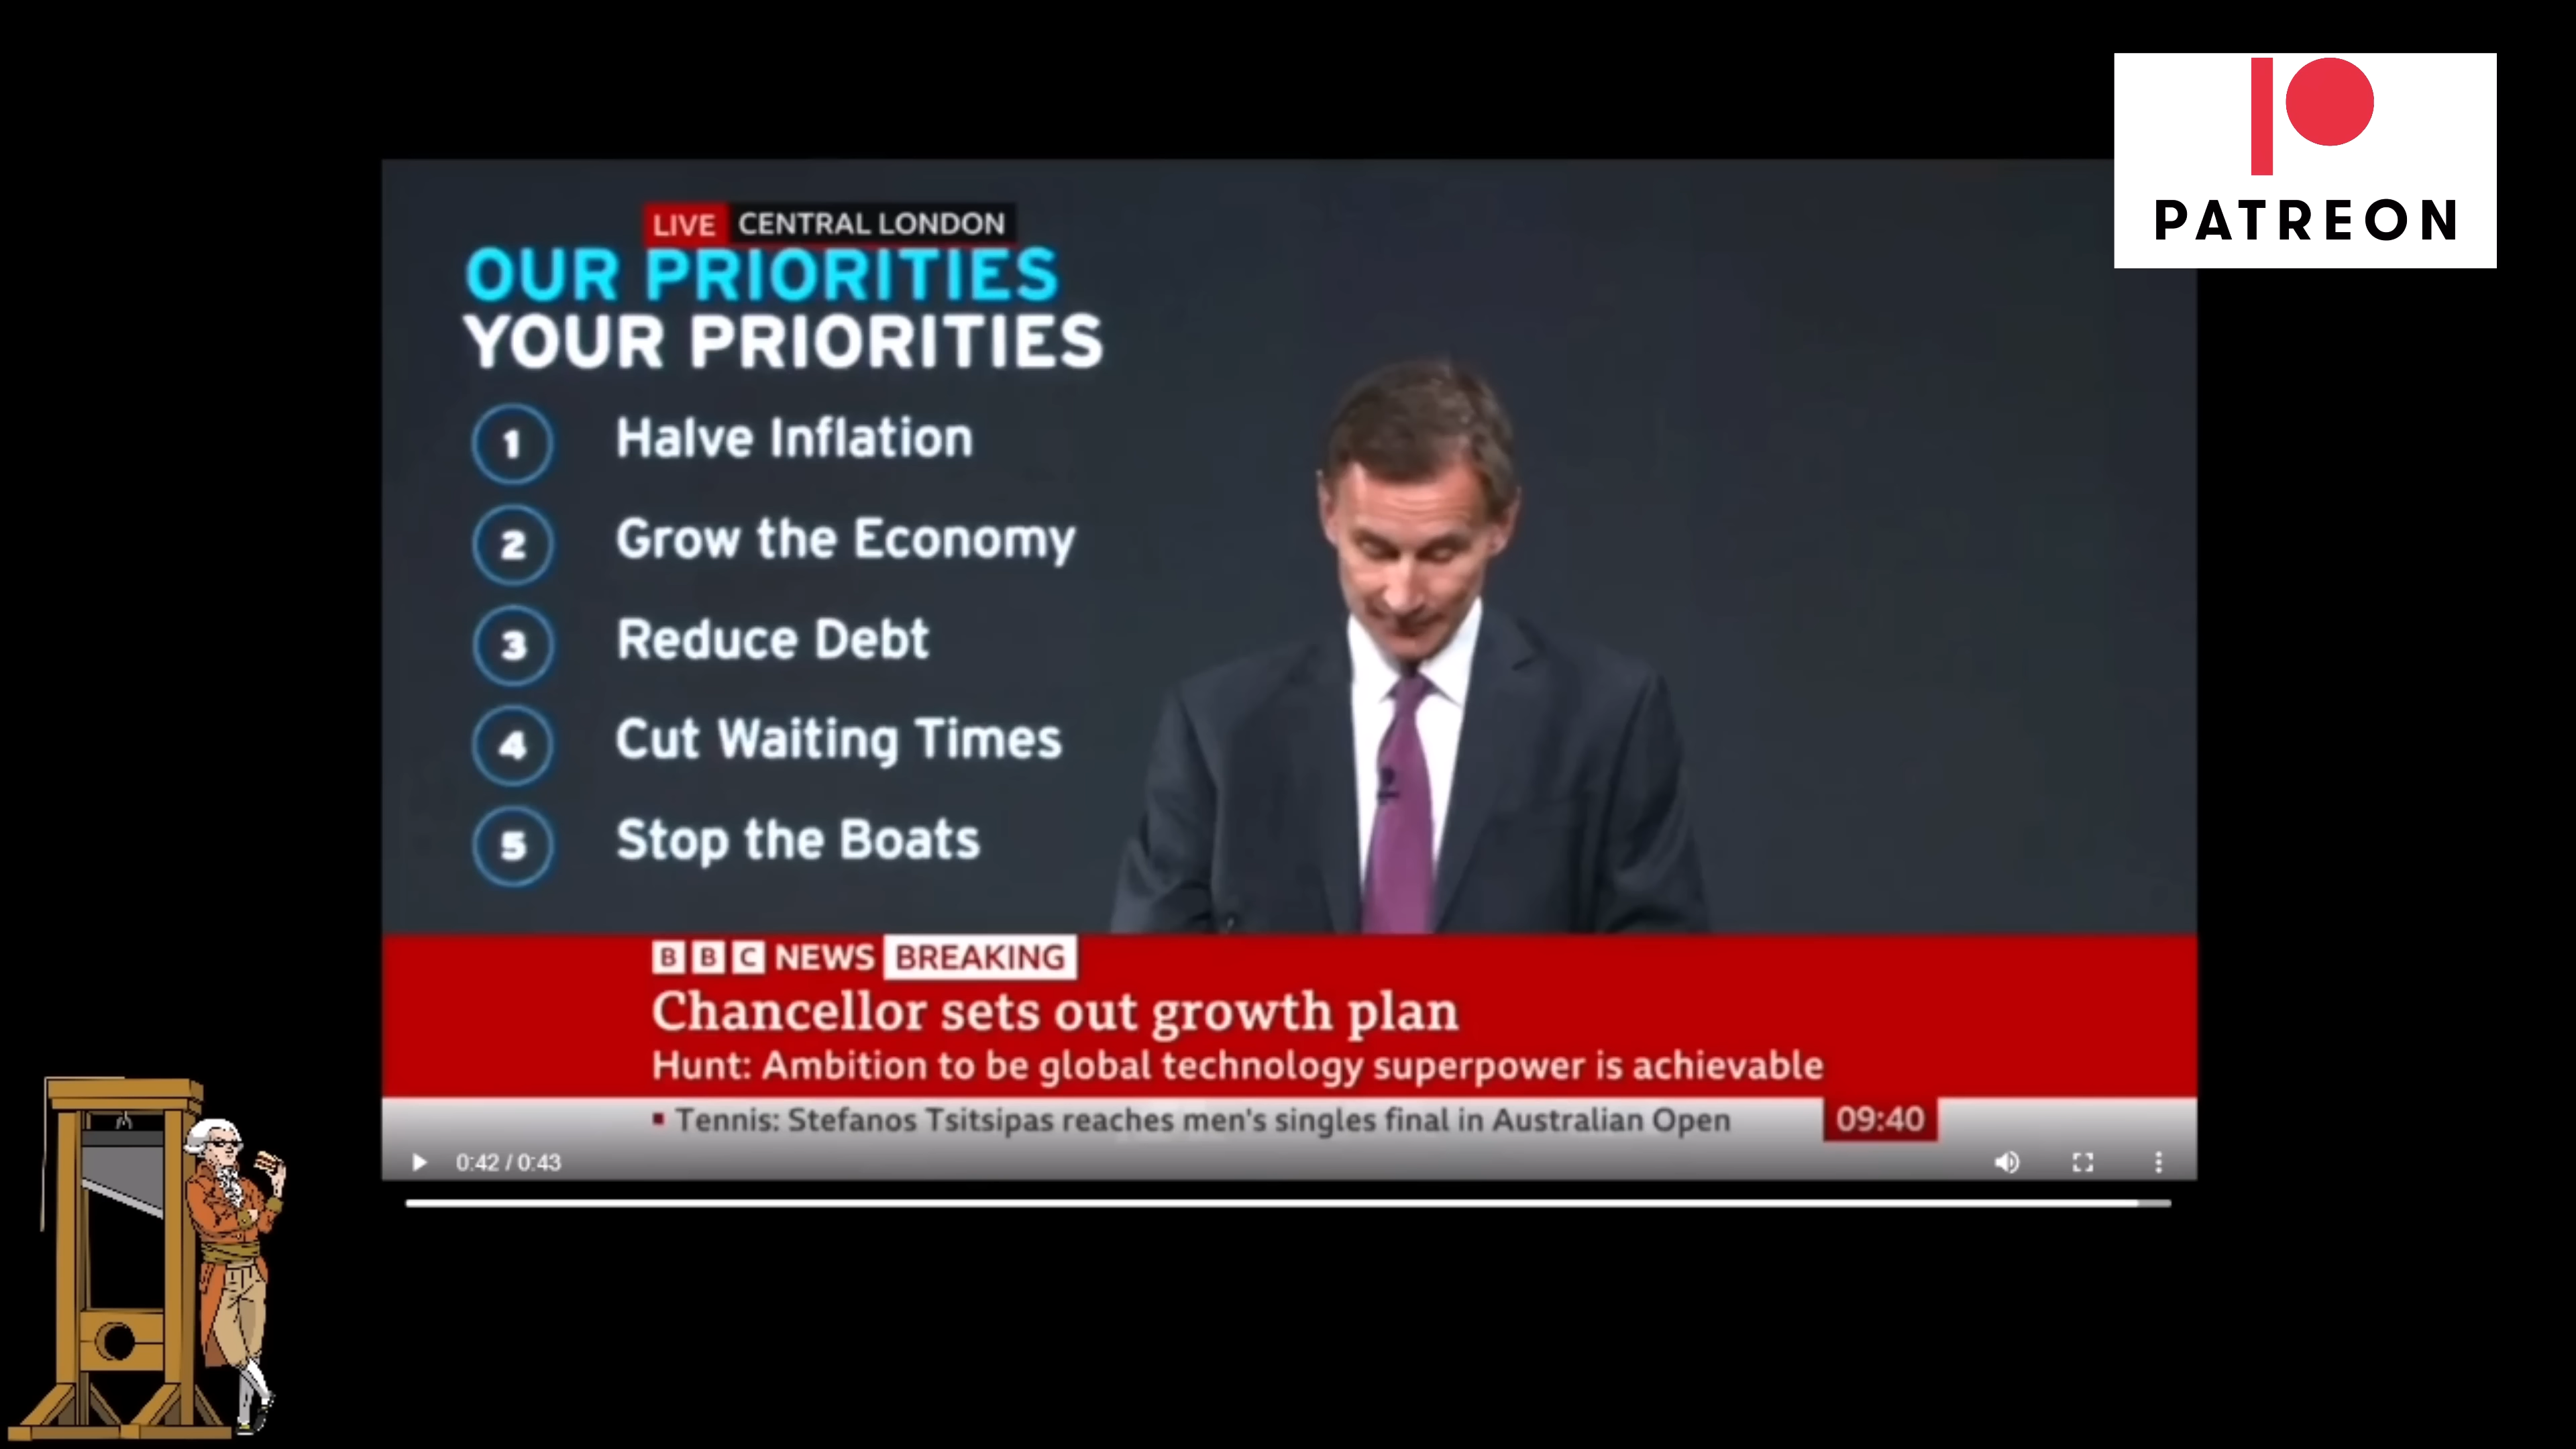 PATREON
LIVE CENTRAL LONDON
OUR PRIORITIES
YOUR PRIORITIES
1 Halve Inflation
2 Grow the Economy
3 Reduce Debt
4 Cut Waiting Times
5 Stop the Boats
BBC NEWS BREAKING
Chancellor sets out growth plan
Hunt: Ambition to be global technology superpower is achievable
Tennis: Stefanos Tsitsipas reaches men's singles final in Australian Open 09:40
0:42 / 0:43